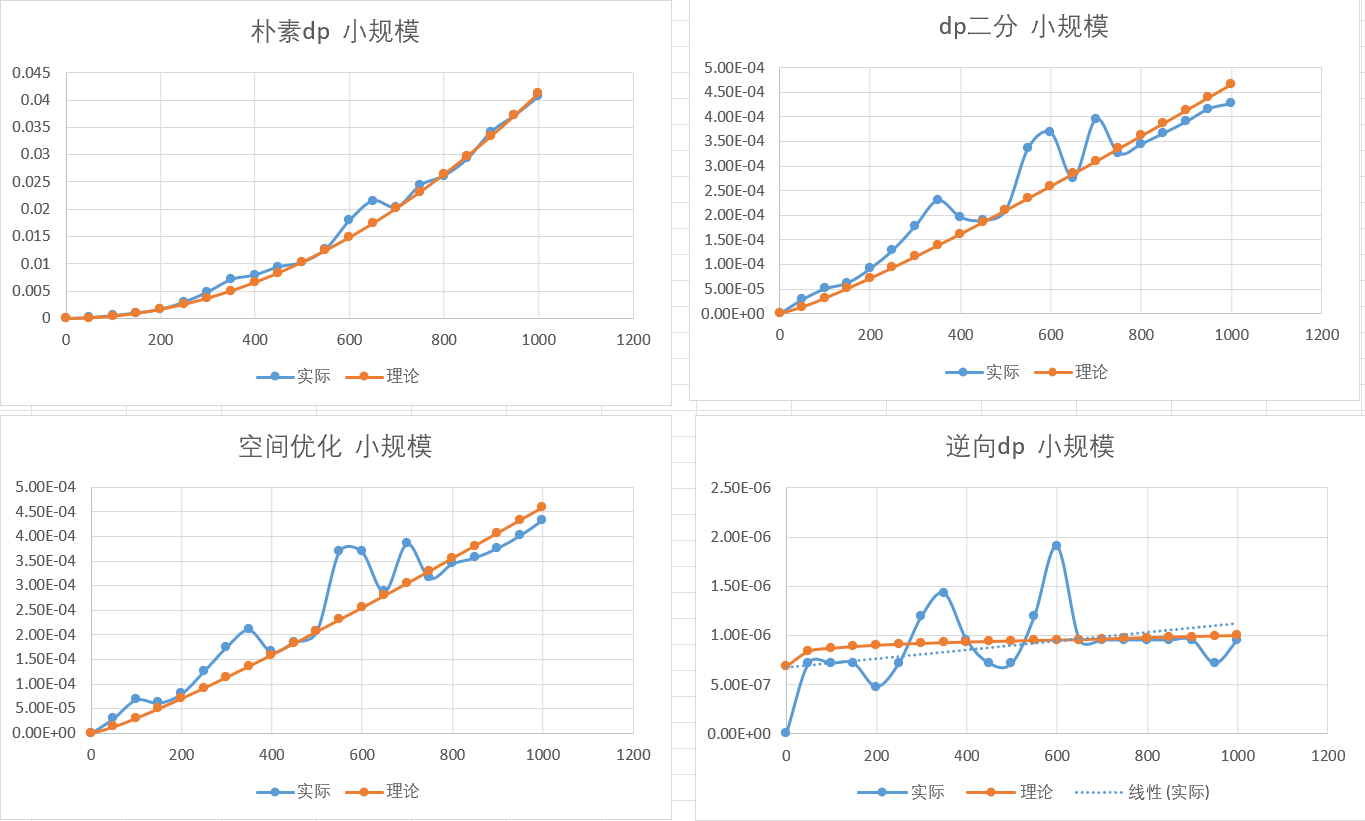 朴素dp 小规模
0.045
0.04
0.035
0.03
0.025
0.02
0.015
0.01
0.005
0
0 200 400 600 800 1000 1200
实际 理论
dp二分 小规模
5.00E-04
4.50E-04
4.00E-04
3.50E-04
3.00E-04
2.50E-04
2.00E-04
1.50E-04
1.00E-04
5.00E-05
0.00E+00
0 200 400 600 800 1000 1200
实际 理论
空间优化 小规模
5.00E-04
4.50E-04
4.00E-04
3.50E-04
3.00E-04
2.50E-04
2.00E-04
1.50E-04
1.00E-04
5.00E-05
0.00E+00
0 200 400 600 800 1000 1200
实际 理论
逆向dp 小规模
2.50E-06
2.00E-06
1.50E-06
1.00E-06
5.00E-07
0.00E+00
0 200 400 600 800 1000 1200
实际 理论 线性 (实际)